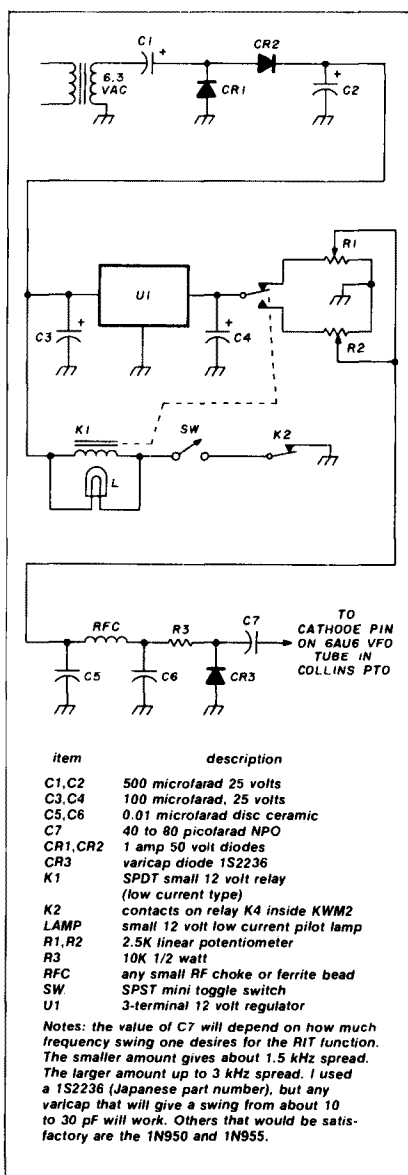 C1
+
CR2
6.3
VAC
CR1
+
C2
R1
U1
C3
+
C4
+
R2
K1
SW
K2
L
RFC
R3
C7
TO
CATHODE PIN
ON 6AU6 VFO
TUBE IN
COLLINS PTO
C5
C6
CR3
item description
C1,C2 500 microfarad 25 volts
C3,C4 100 microfarad, 25 volts
C5,C6 0.01 microfarad disc ceramic
C7 40 to 80 picofarad NPO
CR1,CR2 1 amp 50 volt diodes
CR3 varicap diode 1S2236
K1 SPDT small 12 volt relay
(low current type)
K2 contacts on relay K4 inside KWM2
LAMP small 12 volt low current pilot lamp
R1,R2 2.5K linear potentiometer
R3 10K 1/2 watt
RFC any small RF choke or ferrite bead
SW SPST mini toggle switch
U1 3-terminal 12 volt regulator
Notes: the value of C7 will depend on how much
frequency swing one desires for the RIT function.
The smaller amount gives about 1.5 kHz spread.
The larger amount up to 3 kHz spread. I used
a 1S2236 (Japanese part number), but any
varicap that will give a swing from about 10
to 30 pF will work. Others that would be satis-
factory are the 1N950 and 1N955.